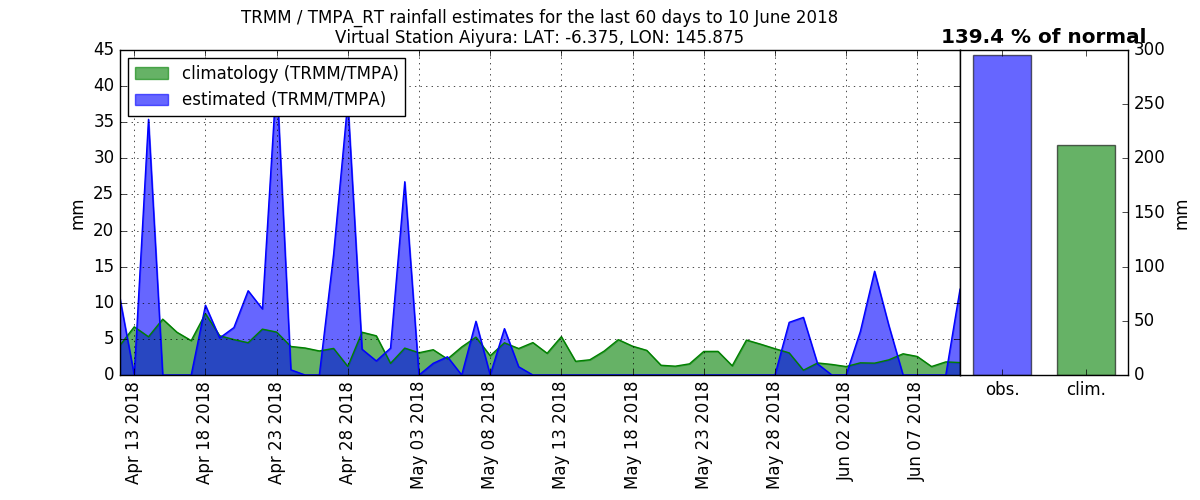 TRMM / TMPA_RT rainfall estimates for the last 60 days to 10 June 2018
Virtual Station Aiyura: LAT: -6.375, LON: 145.875
139.4 % of normal
climatology (TRMM/TMPA)
estimated (TRMM/TMPA)
mm
45
40
35
30
25
20
15
10
5
0
Apr 13 2018
Apr 18 2018
Apr 23 2018
Apr 28 2018
May 03 2018
May 08 2018
May 13 2018
May 18 2018
May 23 2018
May 28 2018
Jun 02 2018
Jun 07 2018
obs.
clim.
300
250
200
150
100
50
0
mm